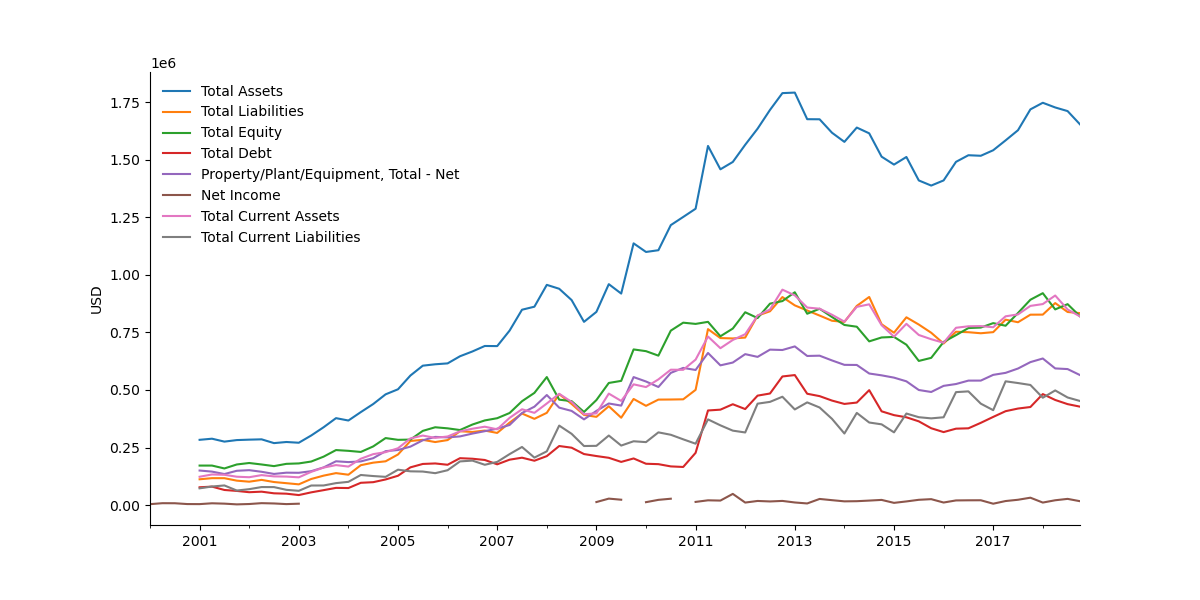 1e6
1.75
1.50
1.25
1.00
0.75
0.50
0.25
0.00
USD
Total Assets
Total Liabilities
Total Equity
Total Debt
Property/Plant/Equipment, Total - Net
Net Income
Total Current Assets
Total Current Liabilities
2001 2003 2005 2007 2009 2011 2013 2015 2017